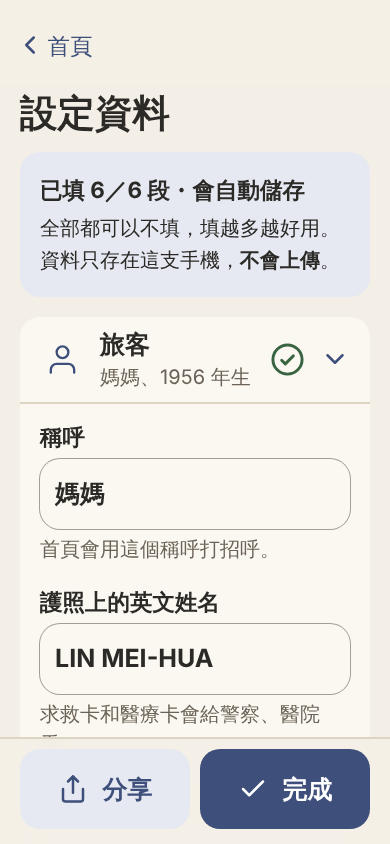 首頁
設定資料
已填 6／6 段・會自動儲存
全部都可以不填，填越多越好用。
資料只存在這支手機，不會上傳。
旅客
媽媽、1956 年生
稱呼
媽媽
首頁會用這個稱呼打招呼。
護照上的英文姓名
LIN MEI-HUA
求救卡和醫療卡會給警察、醫院
分享
完成